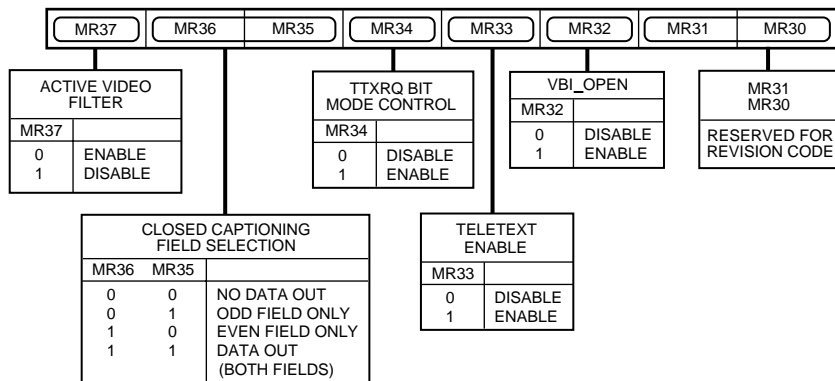 MR37 MR36 MR35 MR34 MR33 MR32 MR31 MR30
ACTIVE VIDEO
FILTER
MR37
0 ENABLE
1 DISABLE
TTXRQ BIT
MODE CONTROL
MR34
0 DISABLE
1 ENABLE
VBI_OPEN
MR32
0 DISABLE
1 ENABLE
MR31
MR30
RESERVED FOR
REVISION CODE
CLOSED CAPTIONING
FIELD SELECTION
MR36 MR35
0 0 NO DATA OUT
0 1 ODD FIELD ONLY
1 0 EVEN FIELD ONLY
1 1 DATA OUT
(BOTH FIELDS)
TELETEXT
ENABLE
MR33
0 DISABLE
1 ENABLE